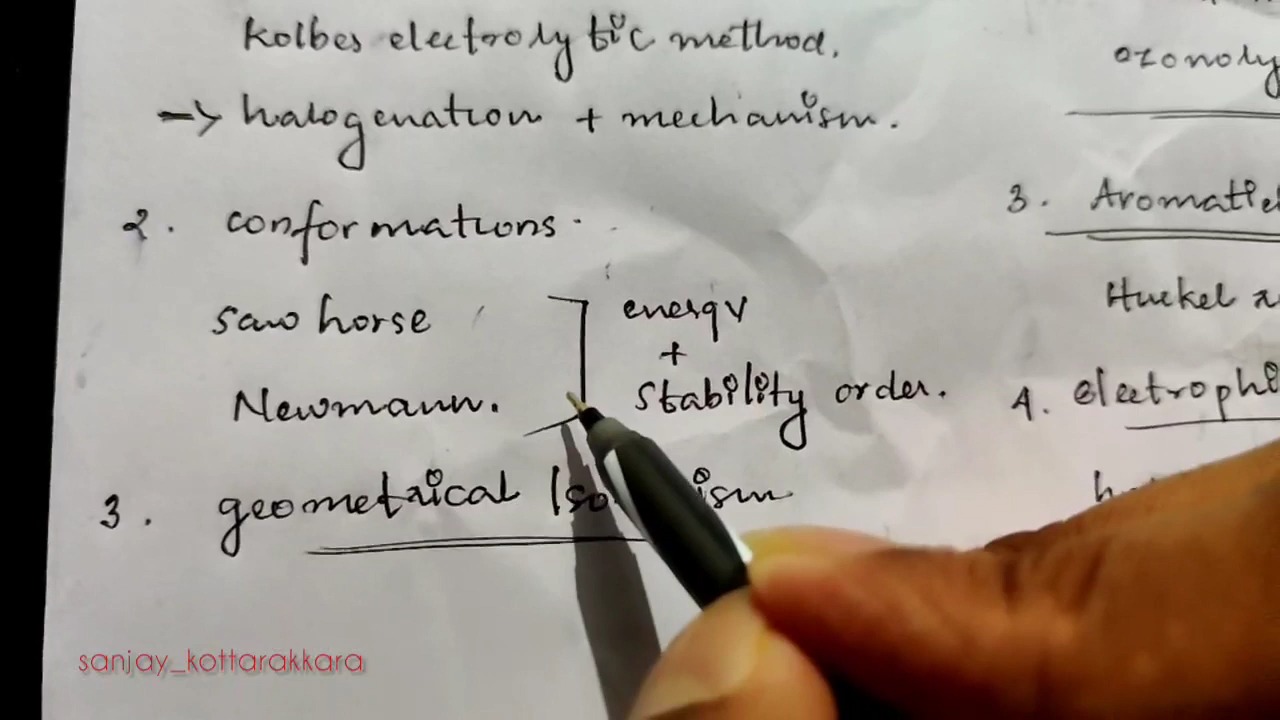 Kolbes electrolytic method.
-> halogenation + mechanism.
2. conformations.
saw horse
Newmann.
energy
+
stability order.
3. geometrical
ozonoly
3. Aromatic
Huckel
4. electrophi
sanjay_kottarakkara